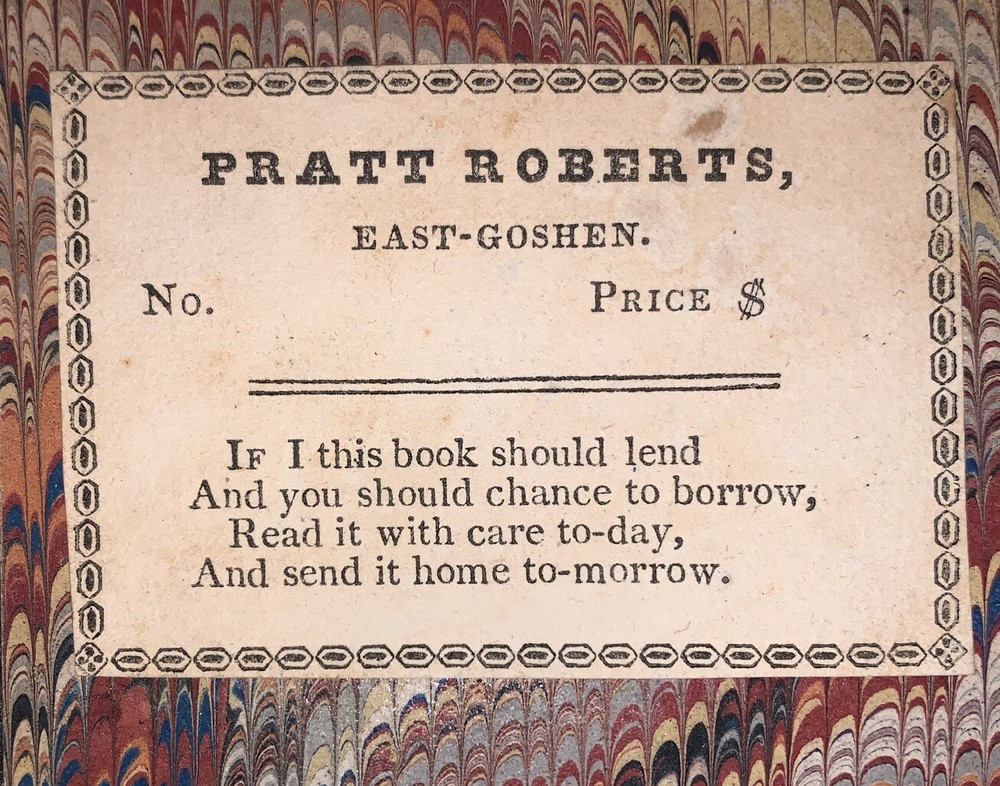 PRATT ROBERTS,
EAST-GOSHEN.
No. PRICE $
IF I this book should lend
And you should chance to borrow,
Read it with care to-day,
And send it home to-morrow.